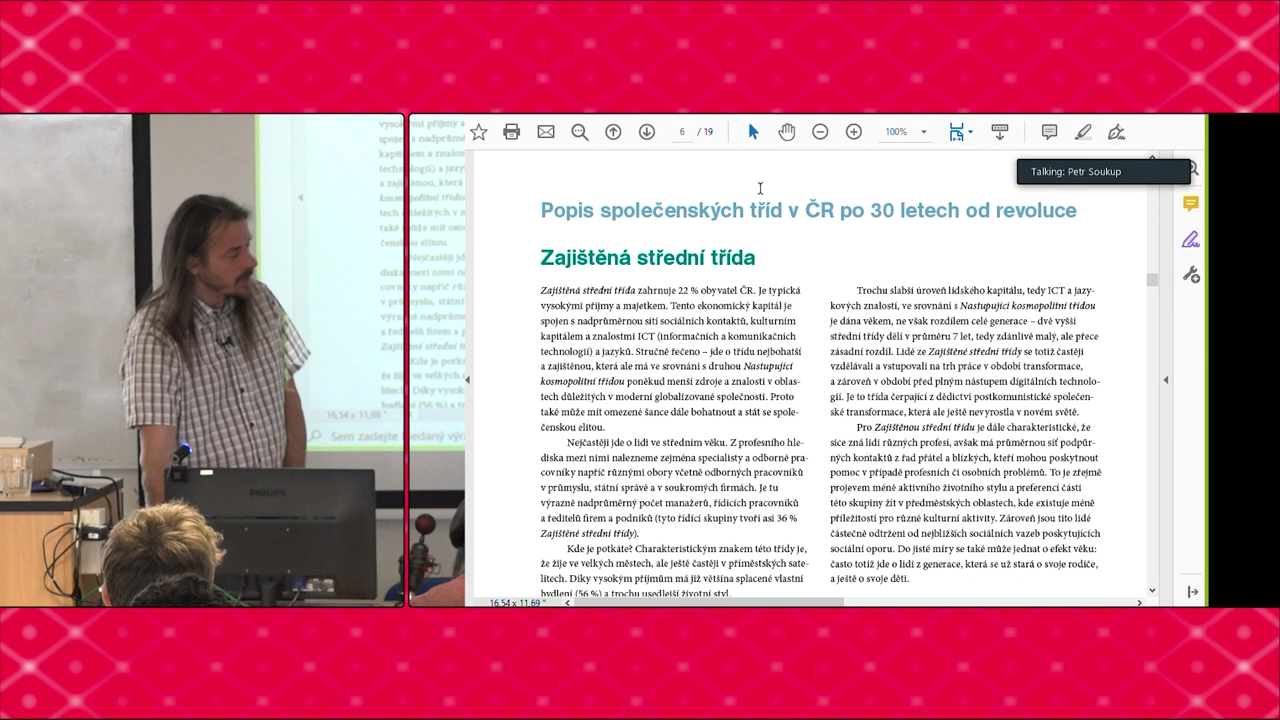 6 / 19
100%
Talking: Petr Soukup
Popis společenských tříd v ČR po 30 letech od revoluce
Zajištěná střední třída
Zajištěná střední třída zahrnuje 22 % obyvatel ČR. Je typická
vysokými příjmy a majetkem. Tento ekonomický kapitál je
spojen s nadprůměrnou sítí sociálních kontaktů, kulturním
kapitálem a znalostmi ICT (informačních a komunikačních
technologií) a jazyků. Stručně řečeno – jde o třídu nejbohatší
a zajištěnou, která ale má ve srovnání s druhou Nastupující
kosmopolitní třídou poněkud menší zdroje a znalosti v oblas-
tech důležitých v moderní globalizované společnosti. Proto
také může mít omezené šance dále bohatnout a stát se spole-
čenskou elitou.
Nejčastěji jde o lidi ve středním věku. Z profesního hle-
diska mezi nimi nalezneme zejména specialisty a odborné pra-
covníky napříč různými obory včetně odborných pracovníků
v průmyslu, státní správě a v soukromých firmách. Je tu
výrazně nadprůměrný počet manažerů, řídících pracovníků
a ředitelů firem a podniků (tyto řídící skupiny tvoří asi 36 %
Zajištěné střední třídy).
Kde je potkáte? Charakteristickým znakem této třídy je,
že žije ve velkých městech, ale ještě častěji v příměstských sate-
litech. Díky vysokým příjmům má již většina splacené vlastní
bydlení (56 %) a trochu usedlejší životní styl.
Trochu slabší úroveň lidského kapitálu, tedy ICT a jazy-
kových znalostí, ve srovnání s Nastupující kosmopolitní třídou
je dána věkem, ne však rozdílem celé generace – dvě vyšší
střední třídy dělí v průměru 7 let, tedy zdánlivě malý, ale přece
zásadní rozdíl. Lidé ze Zajištěné střední třídy se totiž častěji
vzdělávali a vstupovali na trh práce v období transformace,
a zároveň v období před plným nástupem digitálních technolo-
gií. Je to třída čerpající z dědictví postkomunistické společen-
ské transformace, která ale ještě nevyrostla v novém světě.
Pro Zajištěnou střední třídu je dále charakteristické, že
sice zná lidi různých profesí, avšak má průměrnou síť podpůr-
ných kontaktů z řad přátel a blízkých, kteří mohou poskytnout
pomoc v případě profesních či osobních problémů. To je zřejmě
projevem méně aktivního životního stylu a preferencí části
této skupiny žít v předměstských oblastech, kde existuje méně
příležitostí pro různé kulturní aktivity. Zároveň jsou tito lidé
částečně odtrženi od nejbližších sociálních vazeb poskytujících
sociální oporu. Do jisté míry se také může jednat o efekt věku:
často totiž jde o lidi z generace, která se už stará o svoje rodiče,
a ještě o svoje děti.
16,54 x 11,69 "
PHILIPS